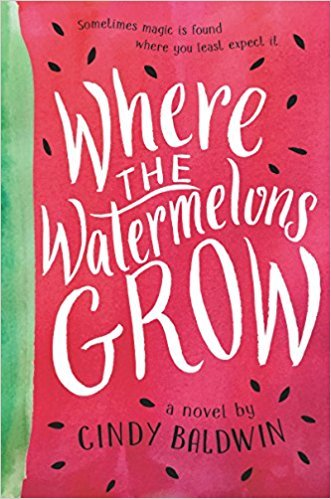 Sometimes magic is found
where you least expect it
Where
THE
Watermelons
GROW
a novel by
CINDY BALDWIN